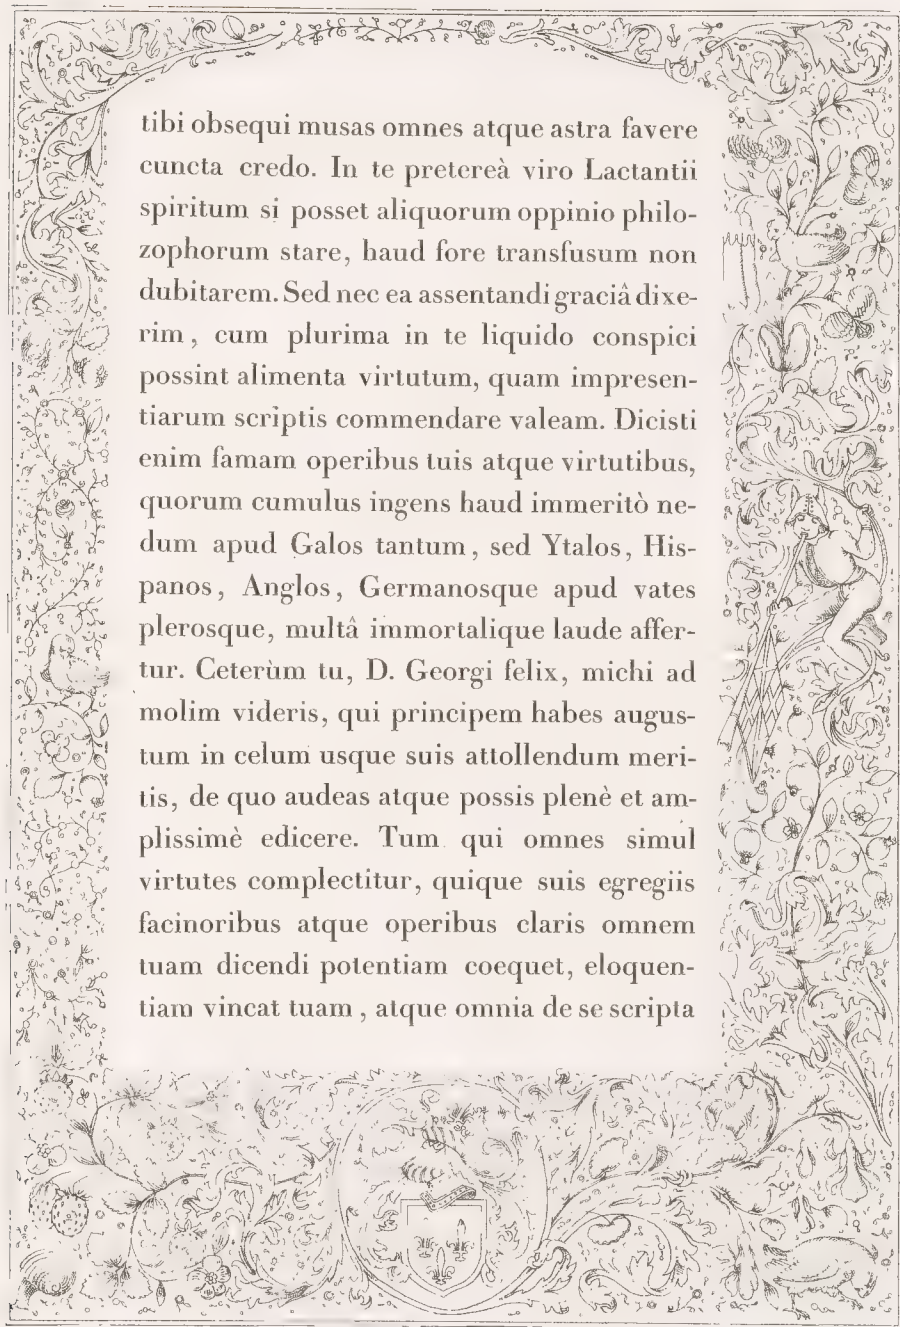 tibi obsequi musas omnes atque astra favere
cuncta credo. In te pretereà viro Lactantii
spiritum si posset aliquorum oppinio philo-
zophorum stare, haud fore transfusum non
dubitarem. Sed nec ea assentandi graciâ dixe-
rim, cum plurima in te liquido conspici
possint alimenta virtutum, quam impresen-
tiarum scriptis commendare valeam. Dicisti
enim famam operibus tuis atque virtutibus,
quorum cumulus ingens haud immeritò ne-
dum apud Galos tantum, sed Ytalos, His-
panos, Anglos, Germanosque apud vates
plerosque, multâ immortalique laude affer-
tur. Ceterùm tu, D. Georgi felix, michi ad
molim videris, qui principem habes augus-
tum in celum usque suis attollendum meri-
tis, de quo audeas atque possis plenè et am-
plissimè edicere. Tum qui omnes simul
virtutes complectitur, quique suis egregiis
facinoribus atque operibus claris omnem
tuam dicendi potentiam coequet, eloquen-
tiam vincat tuam, atque omnia de se scripta